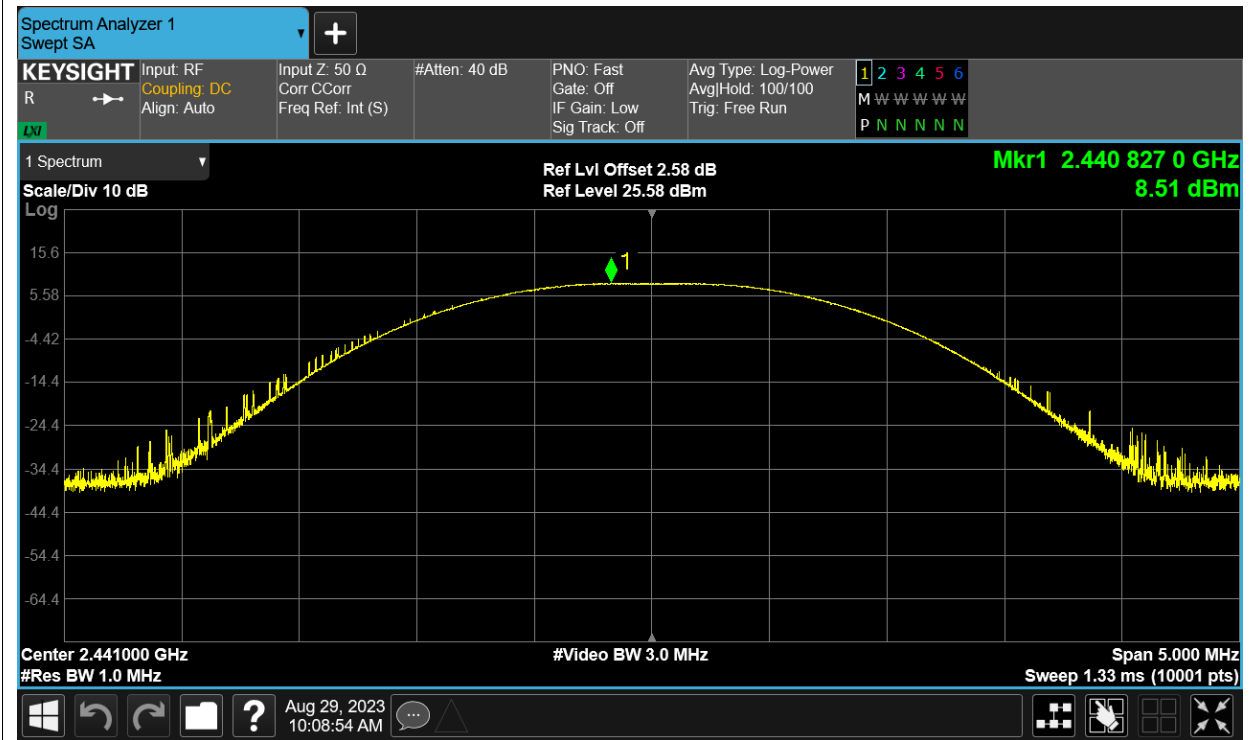 Spectrum Analyzer 1
Swept SA
KEYSIGHT
R
LXI
Input: RF
Coupling: DC
Align: Auto
Input Z: 50 Ω
Corr CCorr
Freq Ref: Int (S)
#Atten: 40 dB
PNO: Fast
Gate: Off
IF Gain: Low
Sig Track: Off
Avg Type: Log-Power
Avg|Hold: 100/100
Trig: Free Run
1 2 3 4 5 6
M W W W W W
P N N N N N
1 Spectrum
Scale/Div 10 dB
Log
Ref Lvl Offset 2.58 dB
Ref Level 25.58 dBm
Mkr1 2.440 827 0 GHz
8.51 dBm
15.6
5.58
-4.42
-14.4
-24.4
-34.4
-44.4
-54.4
-64.4
1
Center 2.441000 GHz
#Res BW 1.0 MHz
#Video BW 3.0 MHz
Span 5.000 MHz
Sweep 1.33 ms (10001 pts)
?
Aug 29, 2023
10:08:54 AM